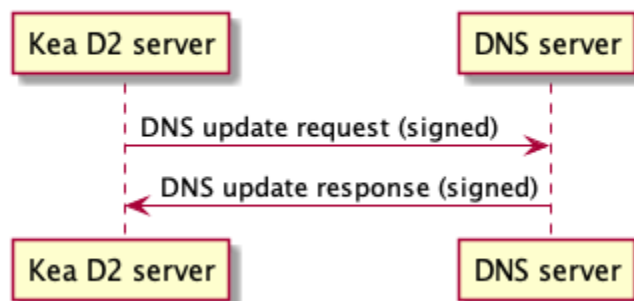 Kea D2 server
DNS server
DNS update request (signed)
DNS update response (signed)
Kea D2 server
DNS server